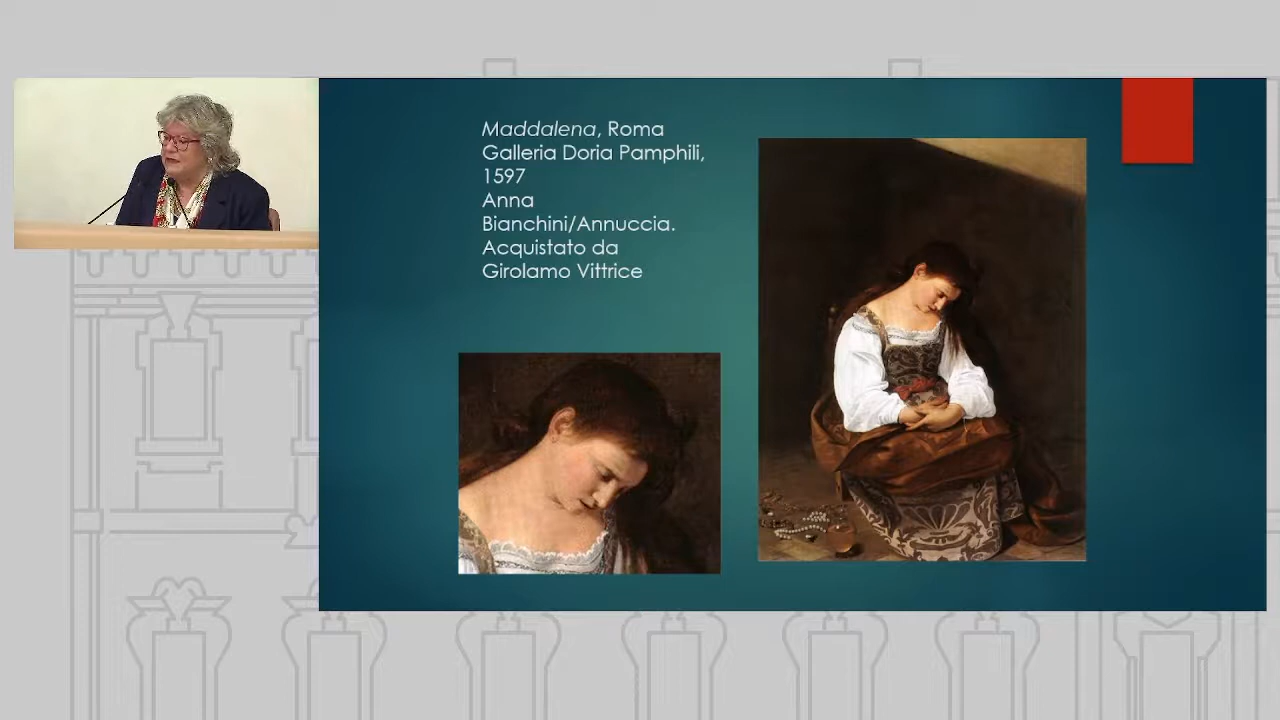 Maddalena, Roma
Galleria Doria Pamphili,
1597
Anna
Bianchini/Annuccia.
Acquistato da
Girolamo Vittrice